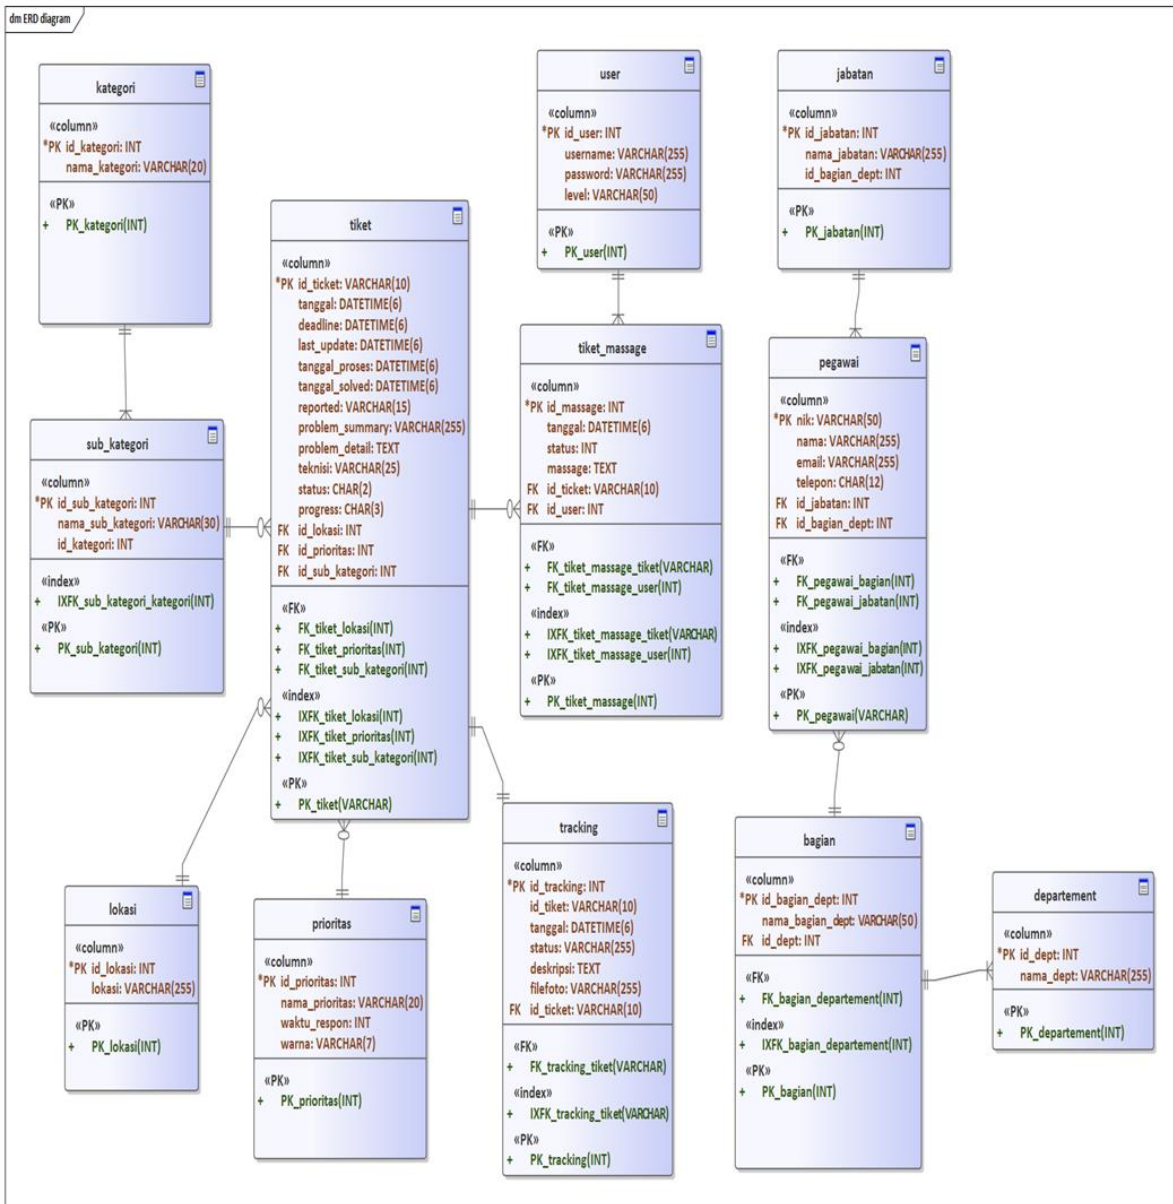 dm ERD diagram
kategori
«column»
*PK id_kategori: INT
nama_kategori: VARCHAR(20)
«PK»
+ PK_kategori(INT)
sub_kategori
«column»
*PK id_sub_kategori: INT
nama_sub_kategori: VARCHAR(30)
id_kategori: INT
«index»
+ IXFK_sub_kategori_kategori(INT)
«PK»
+ PK_sub_kategori(INT)
tiket
«column»
*PK id_ticket: VARCHAR(10)
tanggal: DATETIME(6)
deadline: DATETIME(6)
last_update: DATETIME(6)
tanggal_proses: DATETIME(6)
tanggal_solved: DATETIME(6)
reported: VARCHAR(15)
problem_summary: VARCHAR(255)
problem_detail: TEXT
teknisi: VARCHAR(25)
status: CHAR(2)
progress: CHAR(3)
FK id_lokasi: INT
FK id_prioritas: INT
FK id_sub_kategori: INT
«FK»
+ FK_tiket_lokasi(INT)
+ FK_tiket_prioritas(INT)
+ FK_tiket_sub_kategori(INT)
«index»
+ IXFK_tiket_lokasi(INT)
+ IXFK_tiket_prioritas(INT)
+ IXFK_tiket_sub_kategori(INT)
«PK»
+ PK_tiket(VARCHAR)
user
«column»
*PK id_user: INT
username: VARCHAR(255)
password: VARCHAR(255)
level: VARCHAR(50)
«PK»
+ PK_user(INT)
tiket_massage
«column»
*PK id_massage: INT
tanggal: DATETIME(6)
status: INT
massage: TEXT
FK id_ticket: VARCHAR(10)
FK id_user: INT
«FK»
+ FK_tiket_massage_tiket(VARCHAR)
+ FK_tiket_massage_user(INT)
«index»
+ IXFK_tiket_massage_tiket(VARCHAR)
+ IXFK_tiket_massage_user(INT)
«PK»
+ PK_tiket_massage(INT)
jabatan
«column»
*PK id_jabatan: INT
nama_jabatan: VARCHAR(255)
id_bagian_dept: INT
«PK»
+ PK_jabatan(INT)
pegawai
«column»
*PK nik: VARCHAR(50)
nama: VARCHAR(255)
email: VARCHAR(255)
telepon: CHAR(12)
FK id_jabatan: INT
FK id_bagian_dept: INT
«FK»
+ FK_pegawai_bagian(INT)
+ FK_pegawai_jabatan(INT)
«index»
+ IXFK_pegawai_bagian(INT)
+ IXFK_pegawai_jabatan(INT)
«PK»
+ PK_pegawai(VARCHAR)
lokasi
«column»
*PK id_lokasi: INT
lokasi: VARCHAR(255)
«PK»
+ PK_lokasi(INT)
prioritas
«column»
*PK id_prioritas: INT
nama_prioritas: VARCHAR(20)
waktu_respon: INT
warna: VARCHAR(7)
«PK»
+ PK_prioritas(INT)
tracking
«column»
*PK id_tracking: INT
id_tiket: VARCHAR(10)
tanggal: DATETIME(6)
status: VARCHAR(255)
deskripsi: TEXT
filefoto: VARCHAR(255)
FK id_ticket: VARCHAR(10)
«FK»
+ FK_tracking_tiket(VARCHAR)
«index»
+ IXFK_tracking_tiket(VARCHAR)
«PK»
+ PK_tracking(INT)
bagian
«column»
*PK id_bagian_dept: INT
nama_bagian_dept: VARCHAR(50)
FK id_dept: INT
«FK»
+ FK_bagian_departement(INT)
«index»
+ IXFK_bagian_departement(INT)
«PK»
+ PK_bagian(INT)
departement
«column»
*PK id_dept: INT
nama_dept: VARCHAR(255)
«PK»
+ PK_departement(INT)